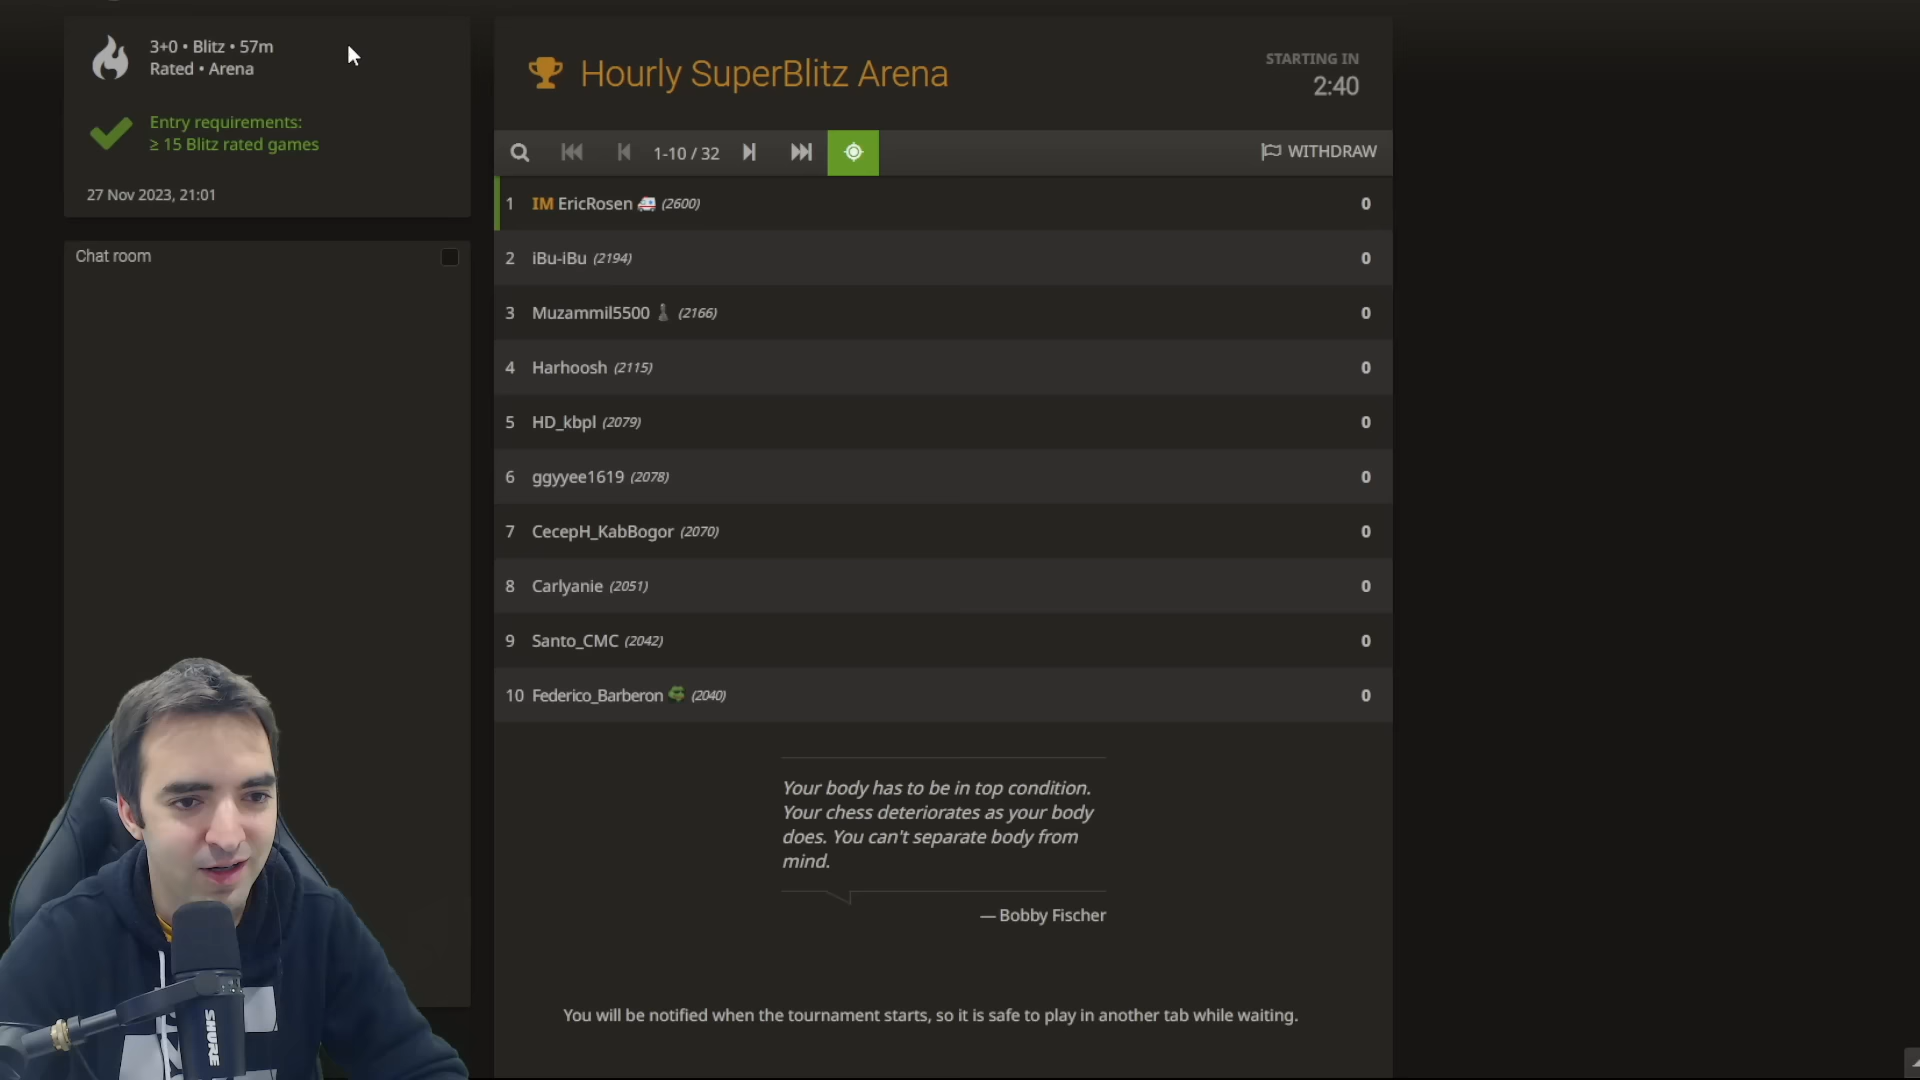 3+0 • Blitz • 57m
Rated • Arena
Entry requirements:
≥ 15 Blitz rated games
27 Nov 2023, 21:01
Chat room
Hourly SuperBlitz Arena
STARTING IN
2:40
1-10 / 32
WITHDRAW
1 IM EricRosen (2600) 0
2 iBu-iBu (2194) 0
3 Muzammil5500 (2166) 0
4 Harhoosh (2115) 0
5 HD_kbpl (2079) 0
6 ggyyee1619 (2078) 0
7 CecepH_KabBogor (2070) 0
8 Carlyanie (2051) 0
9 Santo_CMC (2042) 0
10 Federico_Barberon (2040) 0
Your body has to be in top condition.
Your chess deteriorates as your body
does. You can't separate body from
mind.
— Bobby Fischer
You will be notified when the tournament starts, so it is safe to play in another tab while waiting.
SHURE